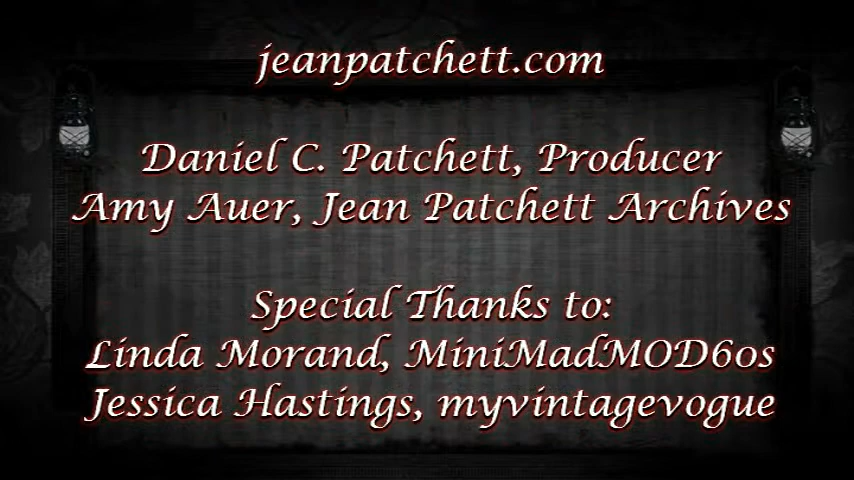 jeanpatchett.com
Daniel C. Patchett, Producer
Amy Auer, Jean Patchett Archives
Special Thanks to:
Linda Morand, MiniMadMOD60s
Jessica Hastings, myvintagevogue